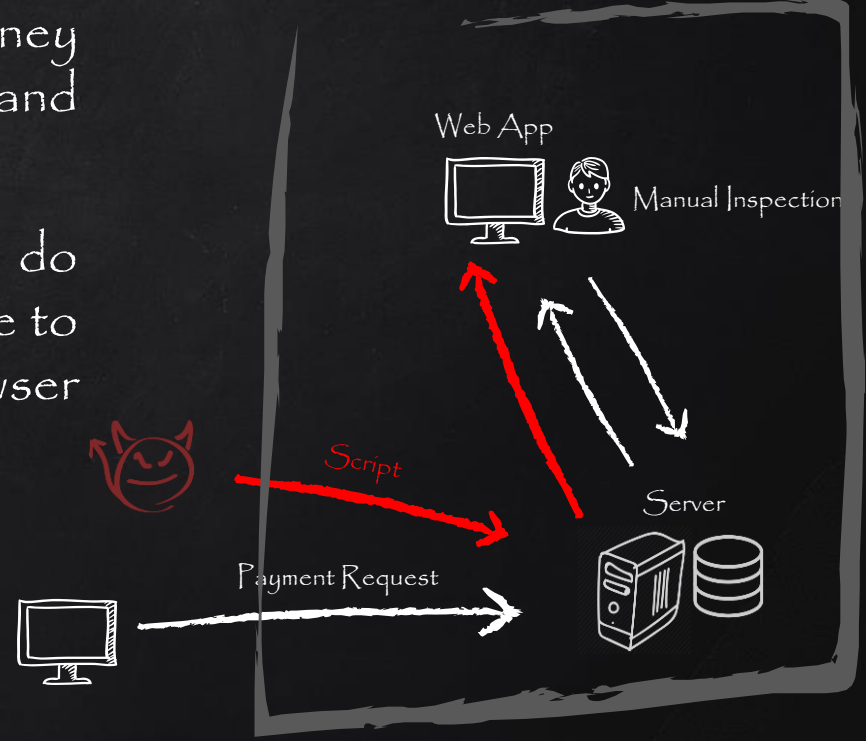 ney
and
do
e to
wser
Web App
Manual Inspection
Script
Server
Payment Request